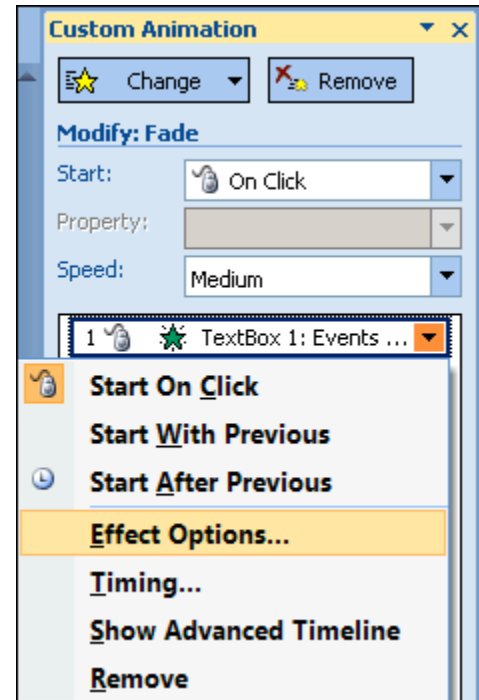 Custom Animation
Change Remove
Modify: Fade
Start: On Click
Property:
Speed: Medium
1 TextBox 1: Events ...
Start On Click
Start With Previous
Start After Previous
Effect Options...
Timing...
Show Advanced Timeline
Remove